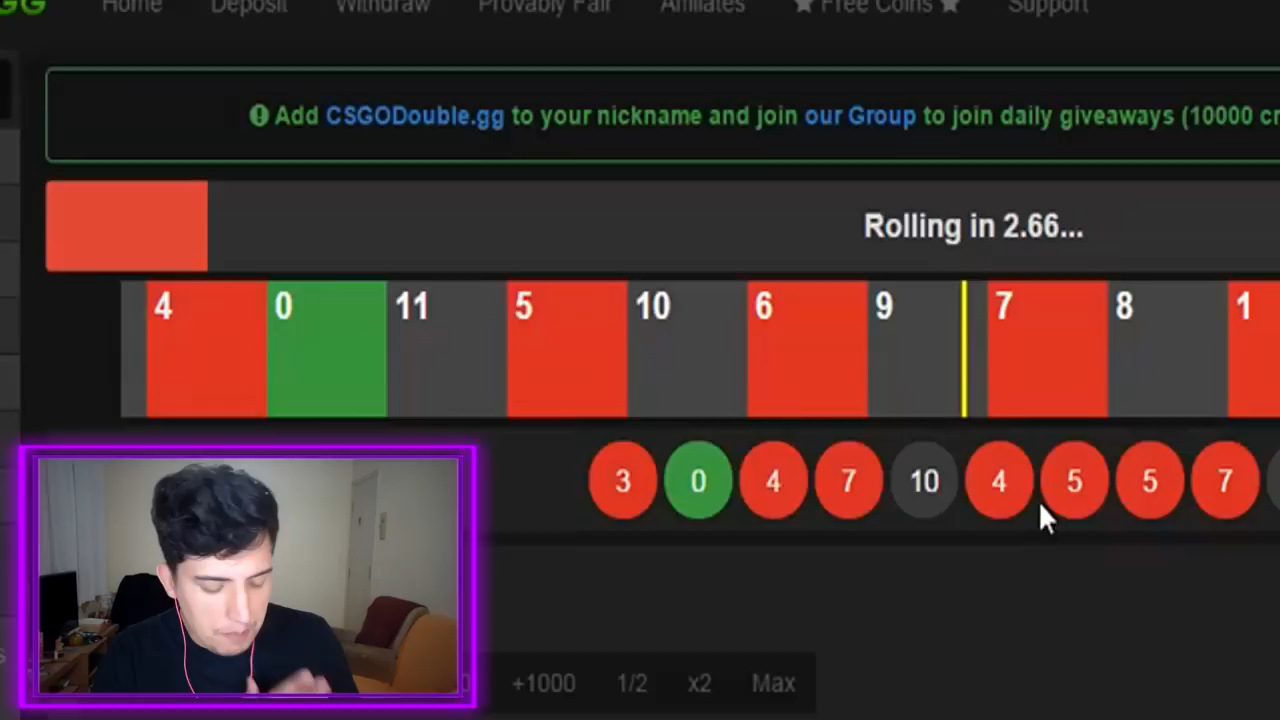 GG Home Deposit Withdraw Provably Fair Affiliates Free Coins Support
Add CSGODouble.gg to your nickname and join our Group to join daily giveaways (10000
Rolling in 2.66...
4 0 11 5 10 6 9 7 8 1
3 0 4 7 10 4 5 5 7
+1000 1/2 x2 Max